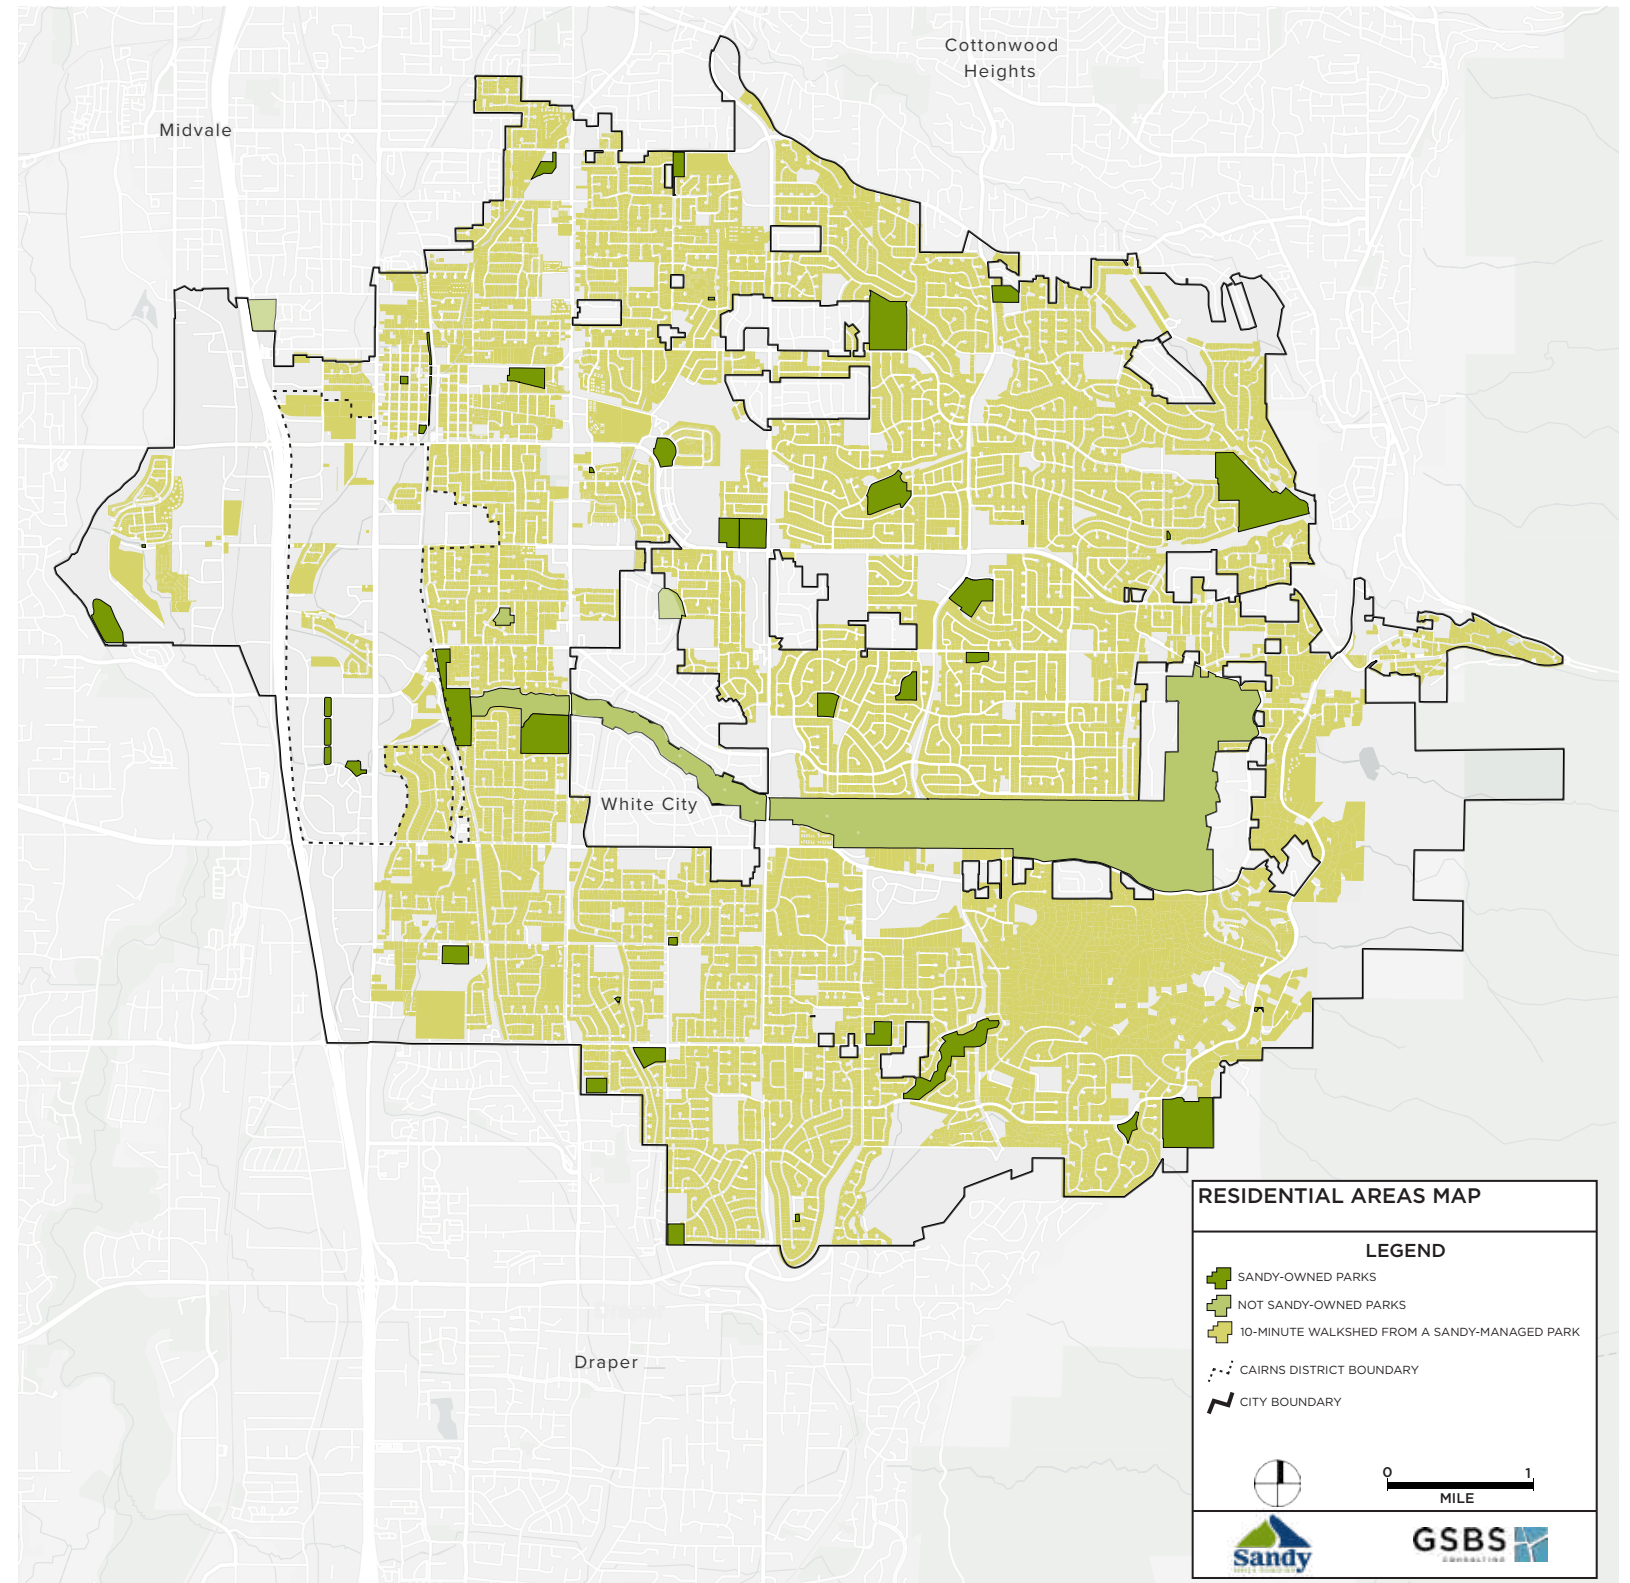 Cottonwood
Heights
Midvale
White City
Draper
RESIDENTIAL AREAS MAP
LEGEND
SANDY-OWNED PARKS
NOT SANDY-OWNED PARKS
10-MINUTE WALKSHED FROM A SANDY-MANAGED PARK
CAIRNS DISTRICT BOUNDARY
CITY BOUNDARY
0 1
MILE
Sandy
GSBS
CONSULTING